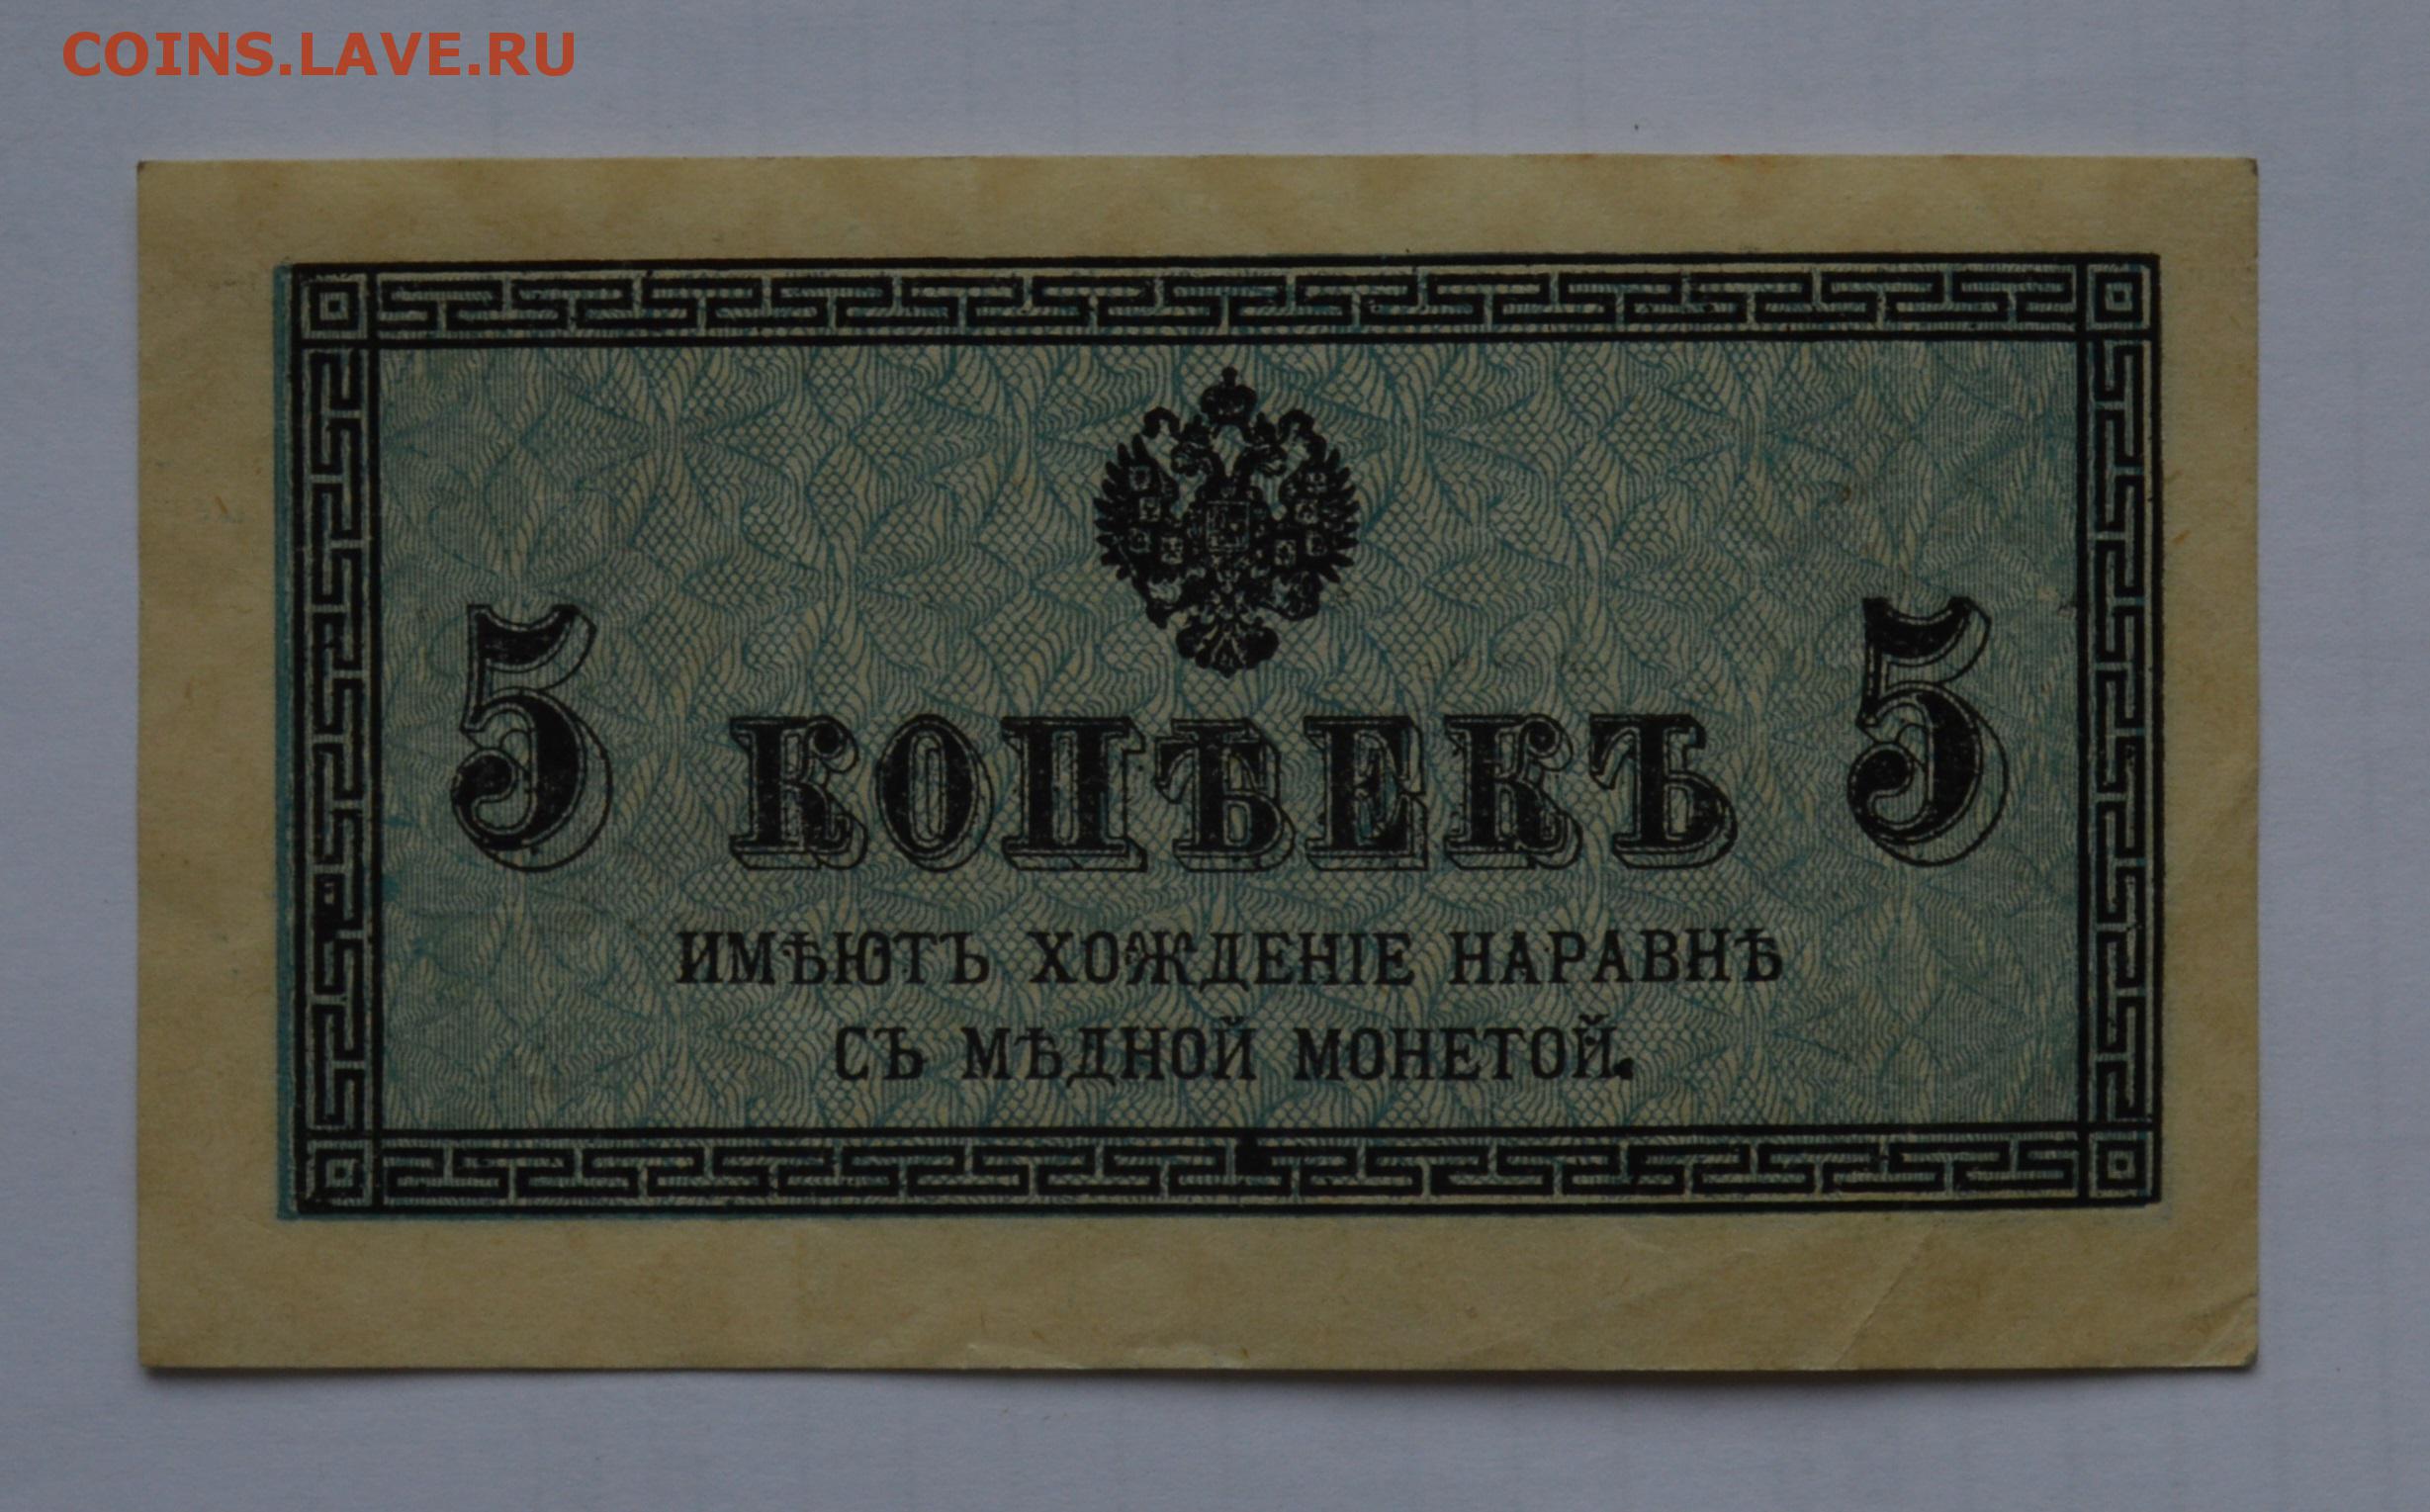 COINS.LAVE.RU
5 КОПѢЕКЪ 5
ИМѢЮТЪ ХОЖДЕНІЕ НАРАВНѢ
СЪ МѢДНОЙ МОНЕТОЙ.